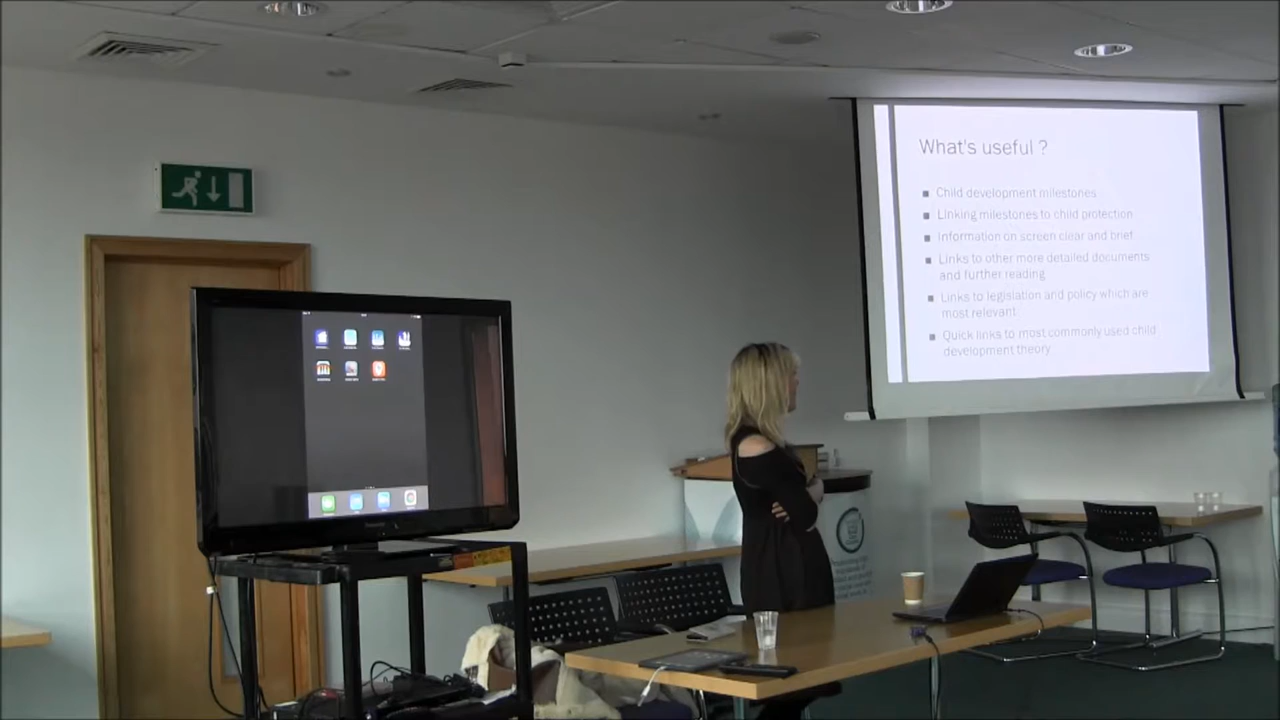 What's useful ?
Child development milestones
Linking milestones to child protection
Information on screen clear and brief
Links to other more detailed documents
and further reading
Links to legislation and policy which are
most relevant
Quick links to most commonly used child
development theory
Panasonic